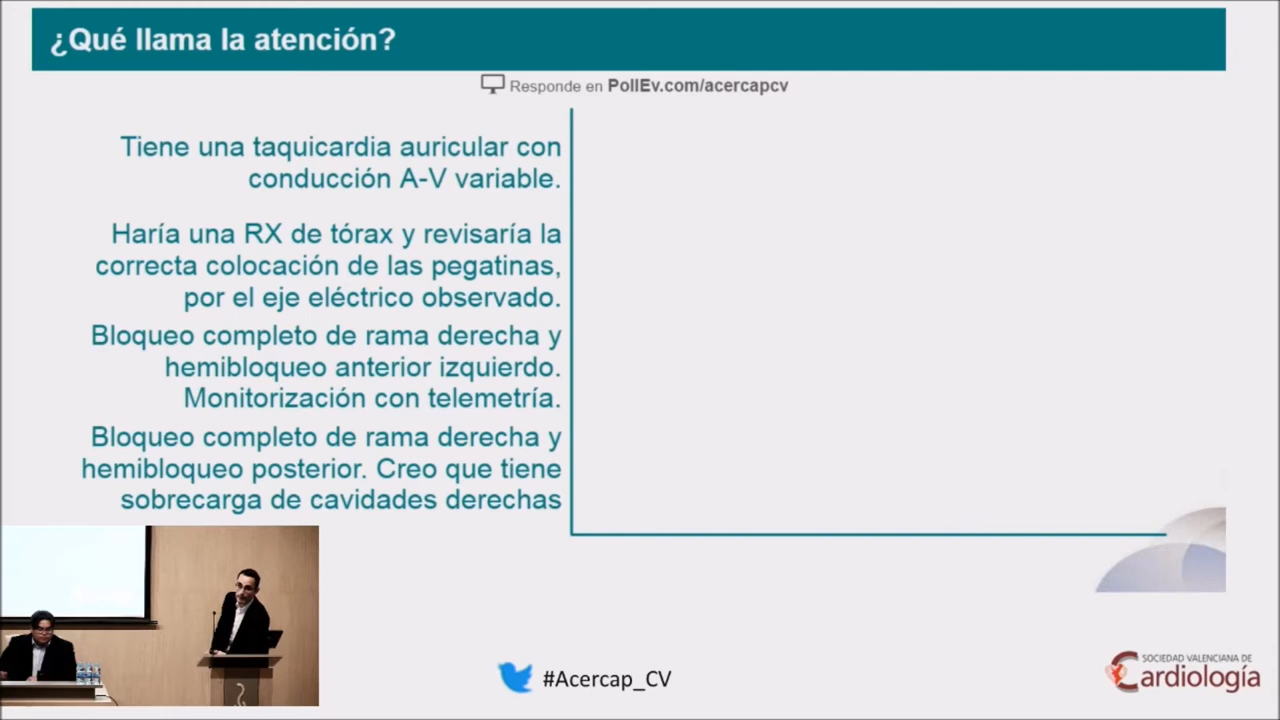 ¿Qué llama la atención?
Responde en PollEv.com/acercapcv
Tiene una taquicardia auricular con
conducción A-V variable.
Haría una RX de tórax y revisaría la
correcta colocación de las pegatinas,
por el eje eléctrico observado.
Bloqueo completo de rama derecha y
hemibloqueo anterior izquierdo.
Monitorización con telemetría.
Bloqueo completo de rama derecha y
hemibloqueo posterior. Creo que tiene
sobrecarga de cavidades derechas
#Acercap_CV
SOCIEDAD VALENCIANA DE
Cardiología